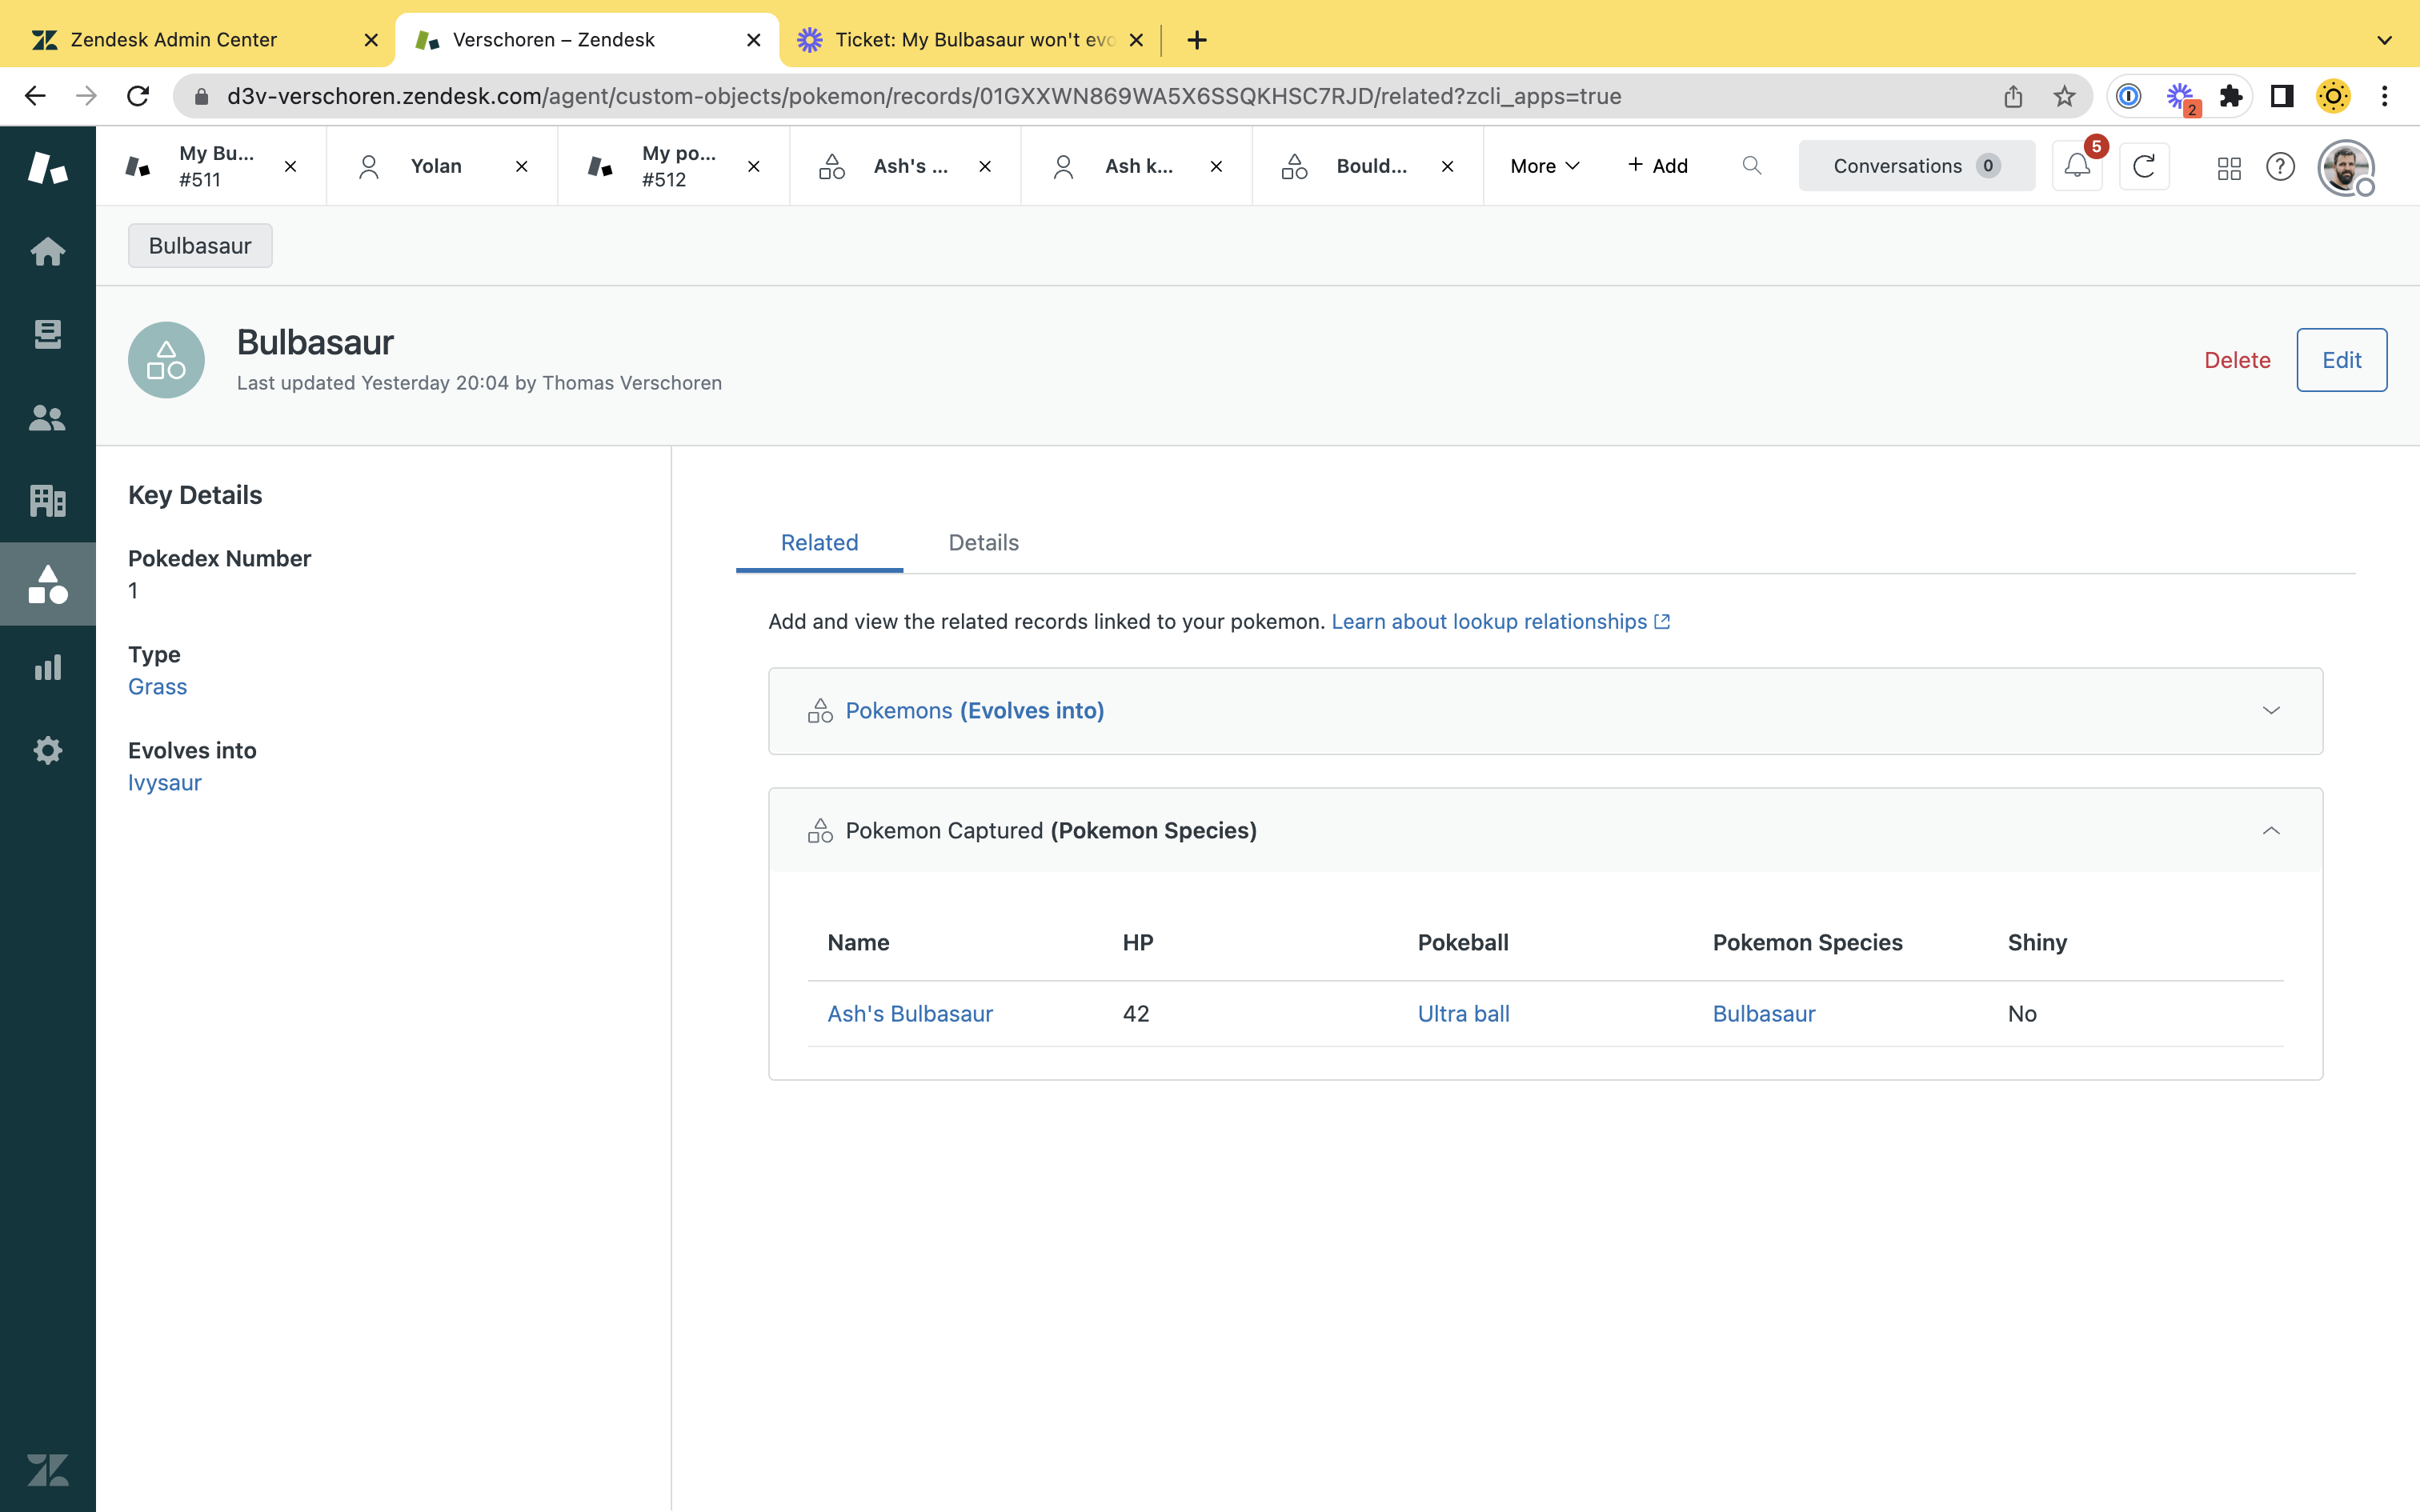 Zendesk Admin Center
Verschoren – Zendesk
Ticket: My Bulbasaur won't evo
d3v-verschoren.zendesk.com/agent/custom-objects/pokemon/records/01GXXWN869WA5X6SSQKHSC7RJD/related?zcli_apps=true
2
My Bu...
#511
Yolan
My po...
#512
Ash's ...
Ash k...
Bould...
More
+ Add
Conversations 0
5
Bulbasaur
Bulbasaur
Last updated Yesterday 20:04 by Thomas Verschoren
Delete
Edit
Key Details
Pokedex Number
1
Type
Grass
Evolves into
Ivysaur
Related
Details
Add and view the related records linked to your pokemon. Learn about lookup relationships
Pokemons (Evolves into)
Pokemon Captured (Pokemon Species)
Name HP Pokeball Pokemon Species Shiny
Ash's Bulbasaur 42 Ultra ball Bulbasaur No